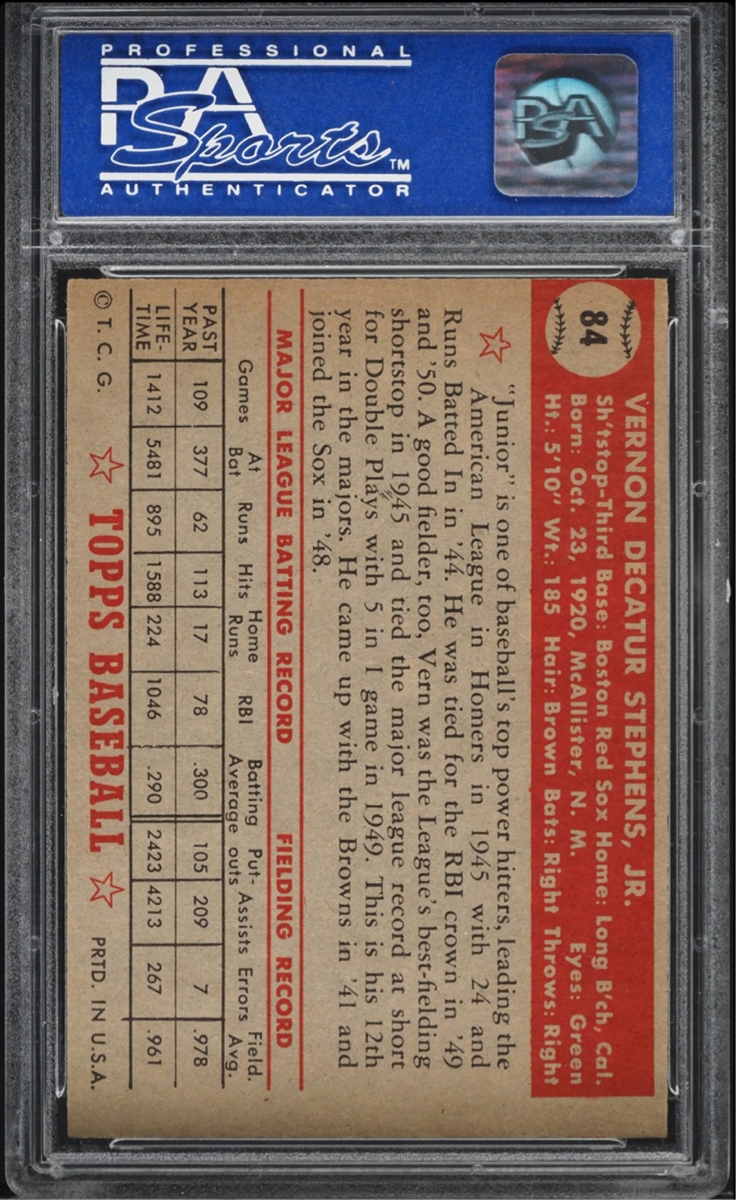 PROFESSIONAL
PSA
Sports™
AUTHENTICATOR
PSA
84
VERNON DECATUR STEPHENS, JR.
Sh'tstop-Third Base: Boston Red Sox Home: Long B'ch, Cal.
Born: Oct. 23, 1920, McAllister, N. M. Eyes: Green
Ht.: 5'10" Wt.: 185 Hair: Brown Bats: Right Throws: Right
"Junior" is one of baseball's top power hitters, leading the
American League in Homers in 1945 with 24 and
Runs Batted In in '44. He was tied for the RBI crown in '49
and '50. A good fielder, too, Vern was the League's best-fielding
shortstop in 1945 and tied the major league record at short
for Double Plays with 5 in 1 game in 1949. This is his 12th
year in the majors. He came up with the Browns in '41 and
joined the Sox in '48.
MAJOR LEAGUE BATTING RECORD FIELDING RECORD
Games At Bat Runs Hits Home Runs RBI Batting Average Put-outs Assists Errors Field. Avg.
PAST YEAR 109 377 62 113 17 78 .300 105 209 7 .978
LIFE-TIME 1412 5481 895 1588 224 1046 .290 2423 4213 267 .961
© T. C. G. TOPPS BASEBALL PRTD. IN U.S.A.